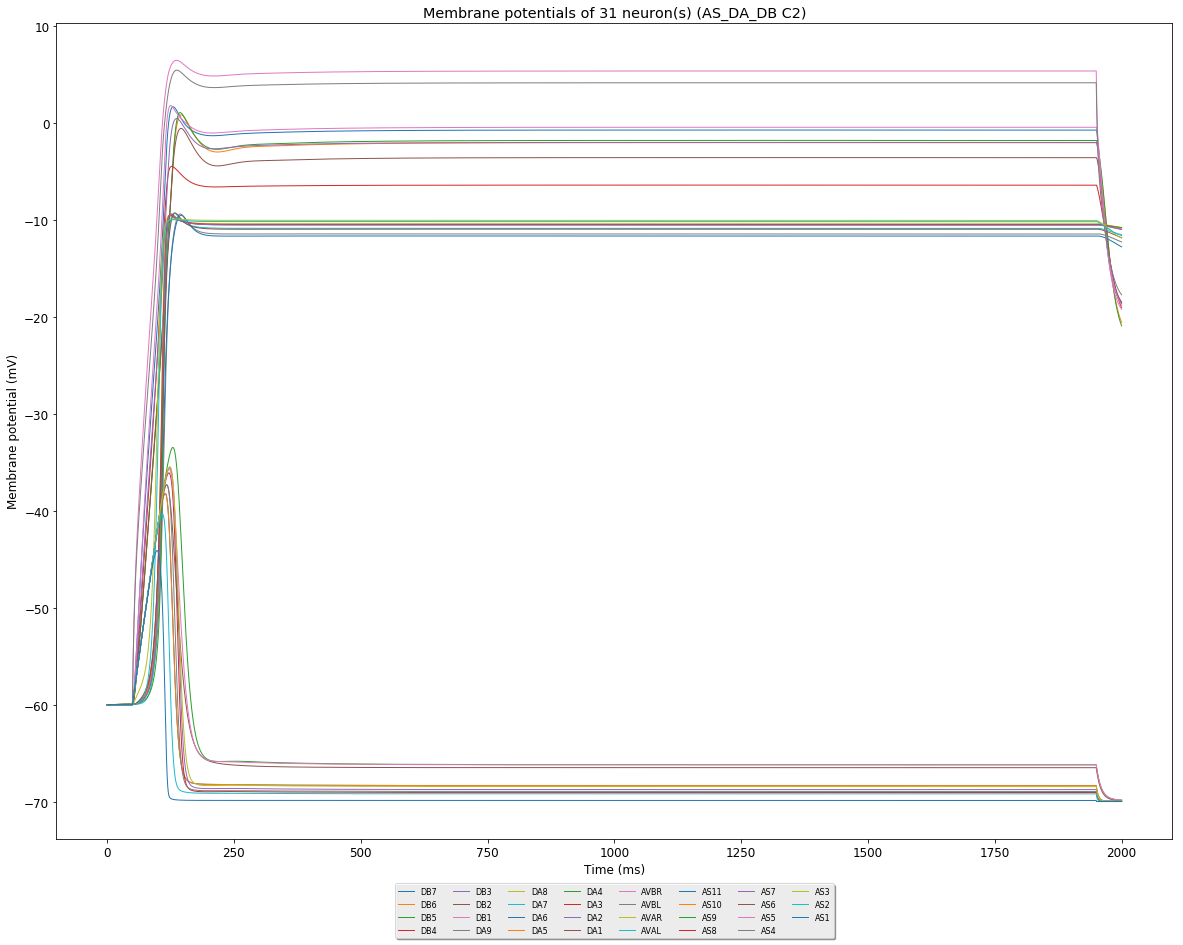 Membrane potentials of 31 neuron(s) (AS_DA_DB C2)
10
0
−10
−20
−30
−40
−50
−60
−70
Membrane potential (mV)
0 250 500 750 1000 1250 1500 1750 2000
Time (ms)
DB7 DB3 DA8 DA4 AVBR AS11 AS7 AS3
DB6 DB2 DA7 DA3 AVBL AS10 AS6 AS2
DB5 DB1 DA6 DA2 AVAR AS9 AS5 AS1
DB4 DA9 DA5 DA1 AVAL AS8 AS4